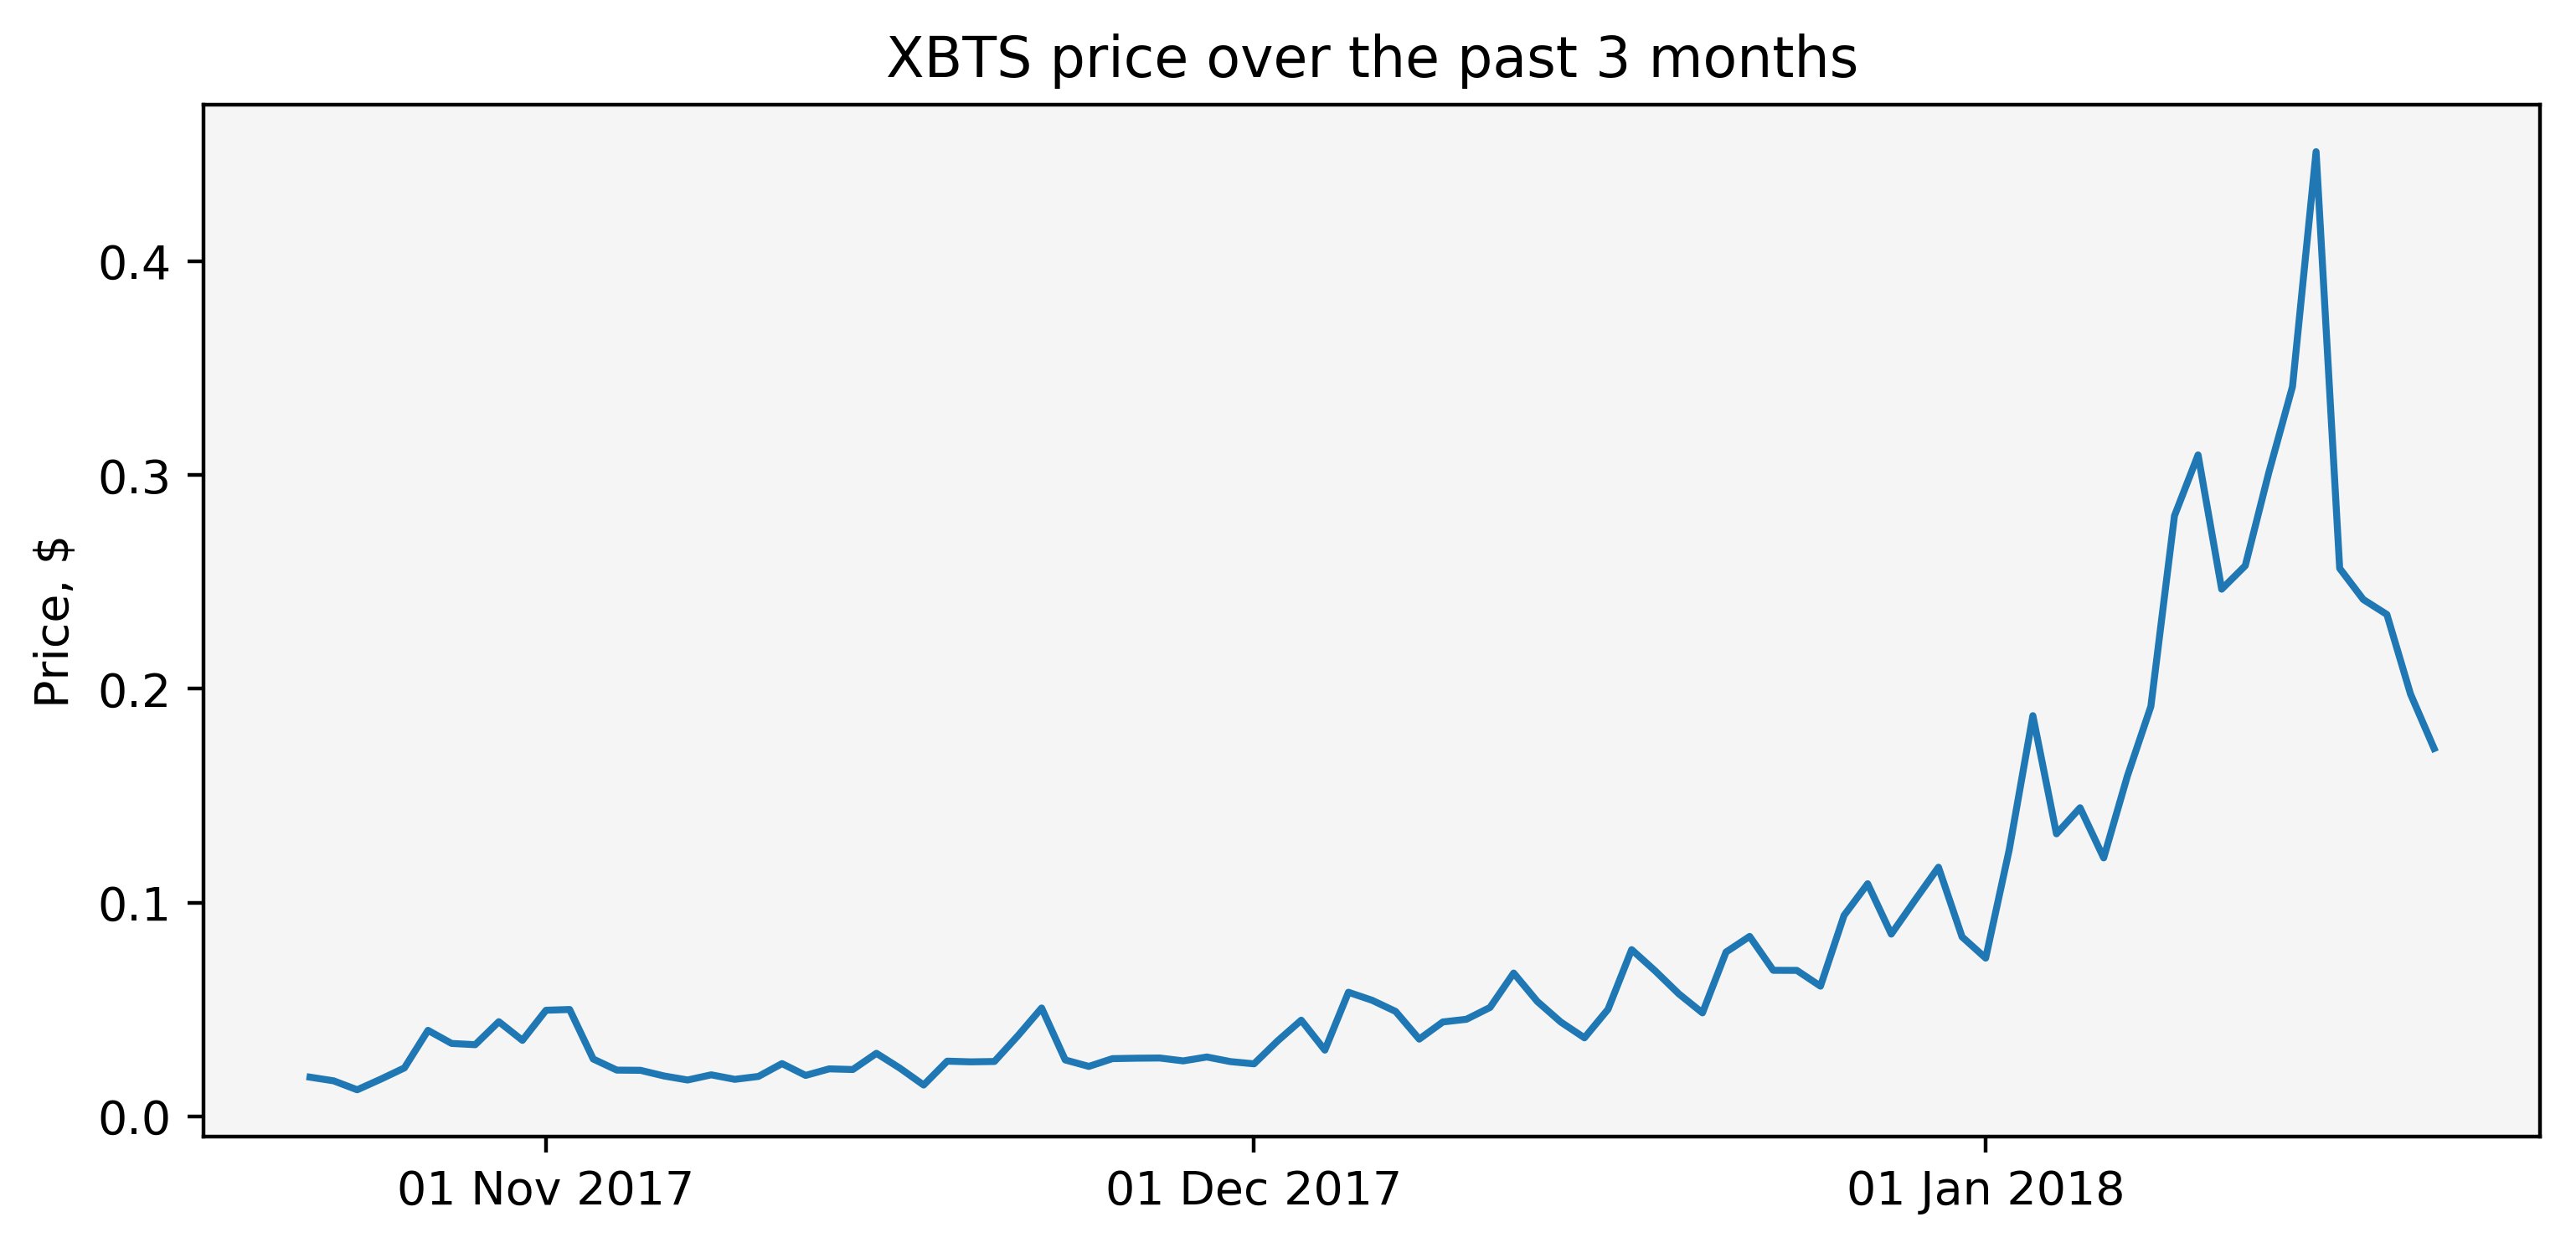 XBTS price over the past 3 months
Price, $
0.4
0.3
0.2
0.1
0.0
01 Nov 2017
01 Dec 2017
01 Jan 2018